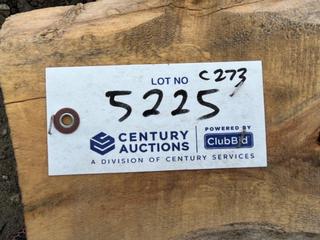 LOT NO C273
5225
CENTURY AUCTIONS POWERED BY ClubBid
A DIVISION OF CENTURY SERVICES